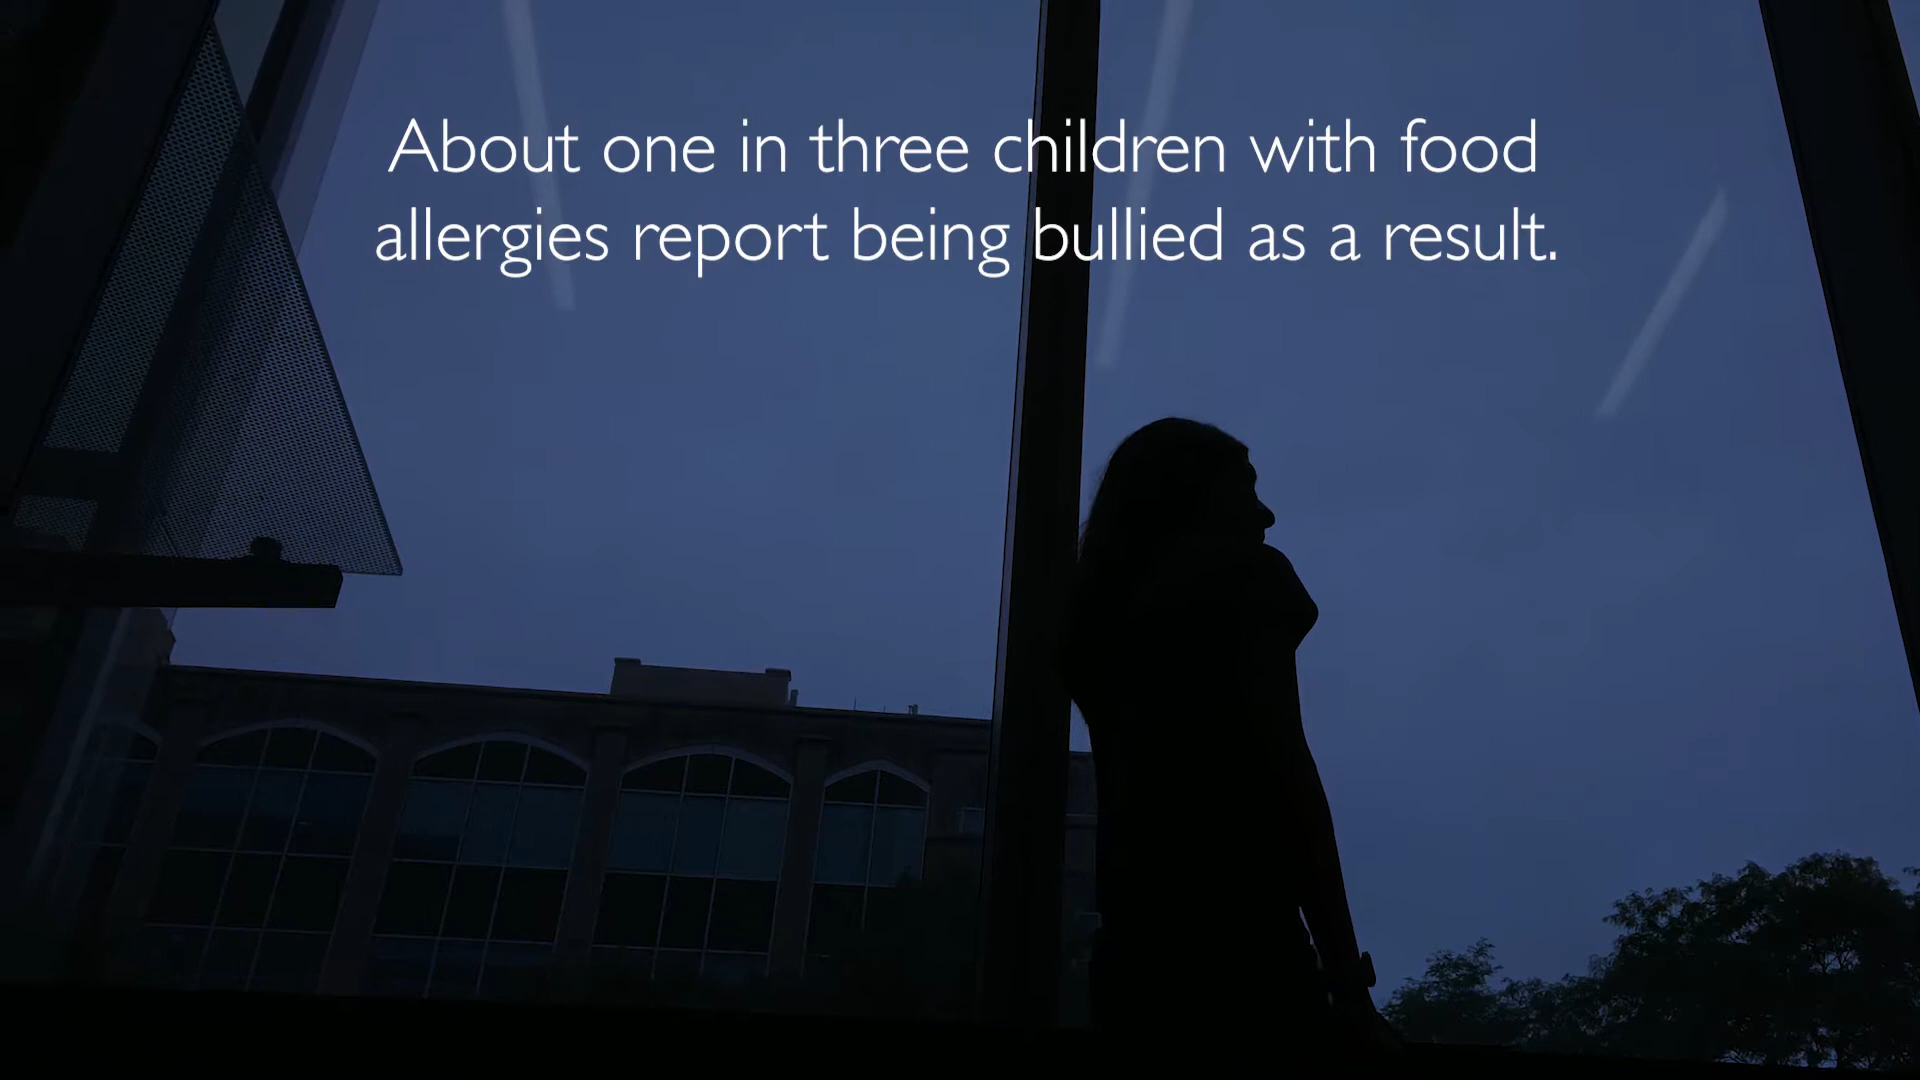 About one in three children with food
allergies report being bullied as a result.